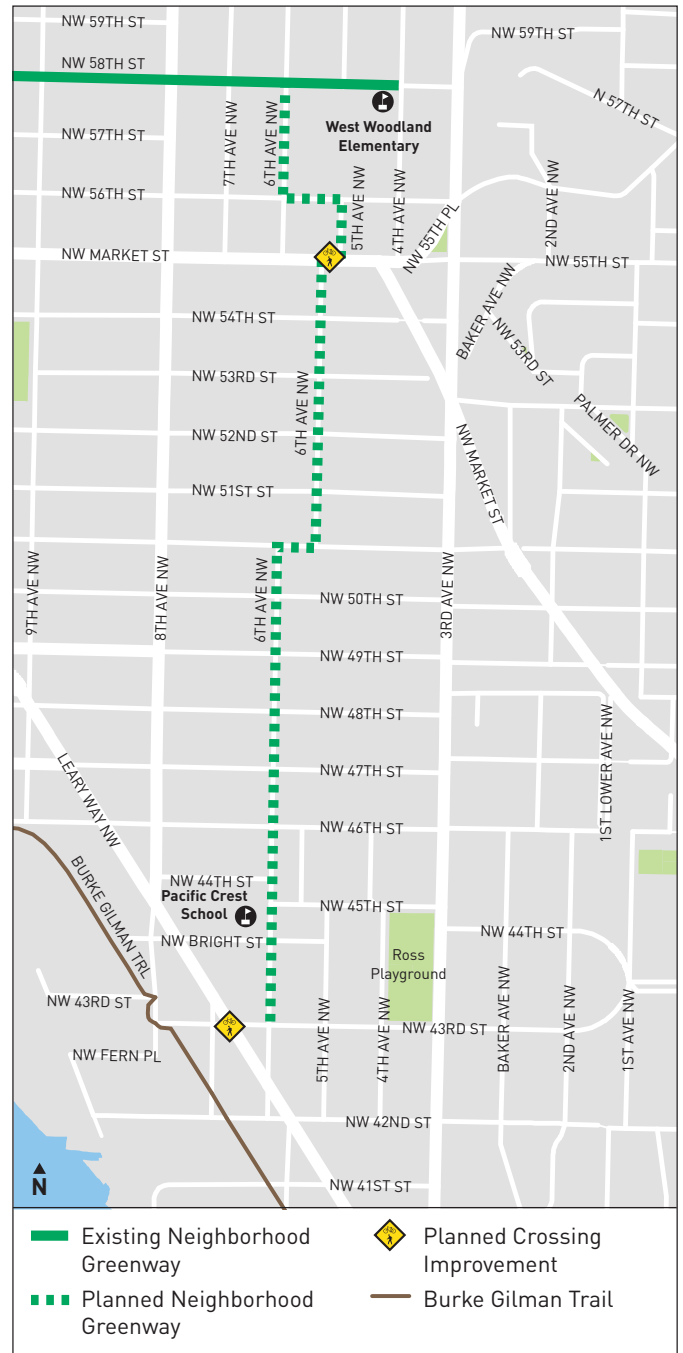 NW 59TH ST
NW 59TH ST
NW 58TH ST
N 57TH ST
West Woodland
Elementary
NW 57TH ST
7TH AVE NW
6TH AVE NW
5TH AVE NW
4TH AVE NW
2ND AVE NW
NW 56TH ST
NW 55TH PL
NW MARKET ST
NW 55TH ST
BAKER AVE NW
NW 54TH ST
NW 53RD ST
NW 53RD ST
6TH AVE NW
PALMER DR NW
NW 52ND ST
NW MARKET ST
NW 51ST ST
9TH AVE NW
8TH AVE NW
6TH AVE NW
3RD AVE NW
NW 50TH ST
NW 49TH ST
NW 48TH ST
1ST LOWER AVE NW
LEARY WAY NW
NW 47TH ST
NW 46TH ST
BURKE GILMAN TRL
NW 44TH ST
Pacific Crest
School
NW 45TH ST
NW BRIGHT ST
NW 44TH ST
Ross
Playground
NW 43RD ST
NW 43RD ST
5TH AVE NW
4TH AVE NW
BAKER AVE NW
2ND AVE NW
1ST AVE NW
NW FERN PL
NW 42ND ST
N
NW 41ST ST
Existing Neighborhood
Greenway
Planned Crossing
Improvement
Planned Neighborhood
Greenway
Burke Gilman Trail